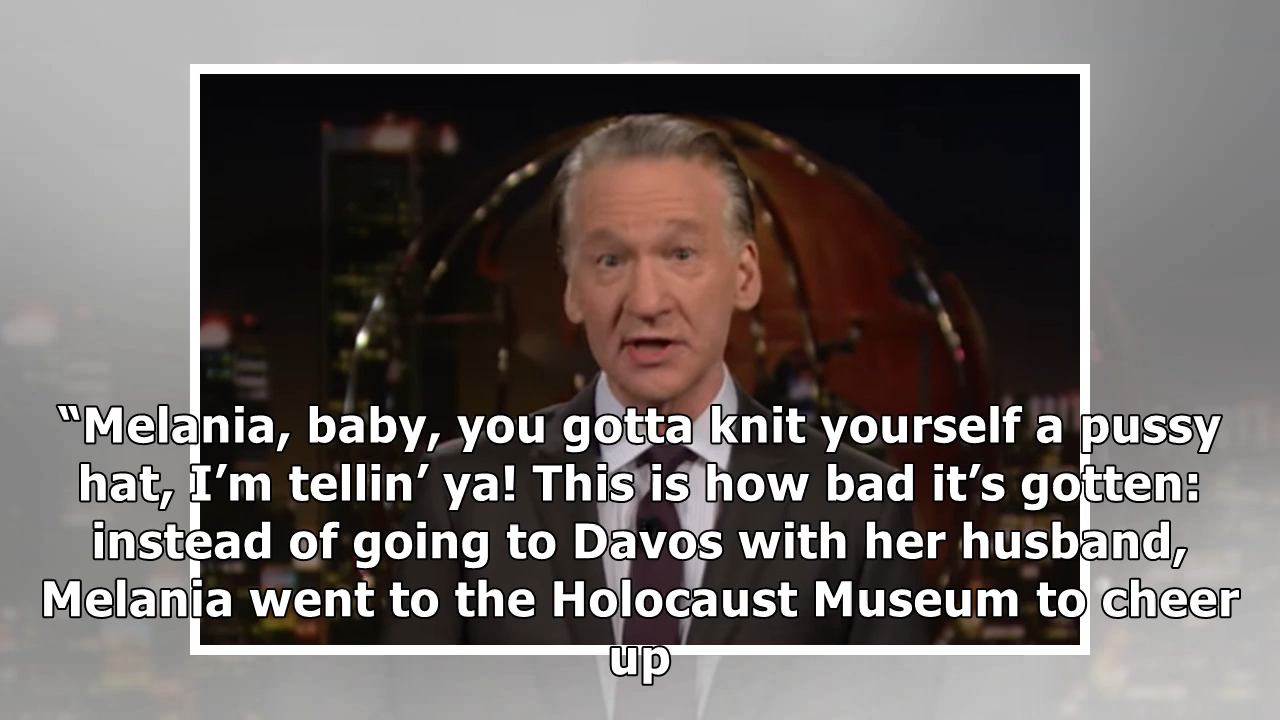 “Melania, baby, you gotta knit yourself a pussy
hat, I’m tellin’ ya! This is how bad it’s gotten:
instead of going to Davos with her husband,
Melania went to the Holocaust Museum to cheer
up